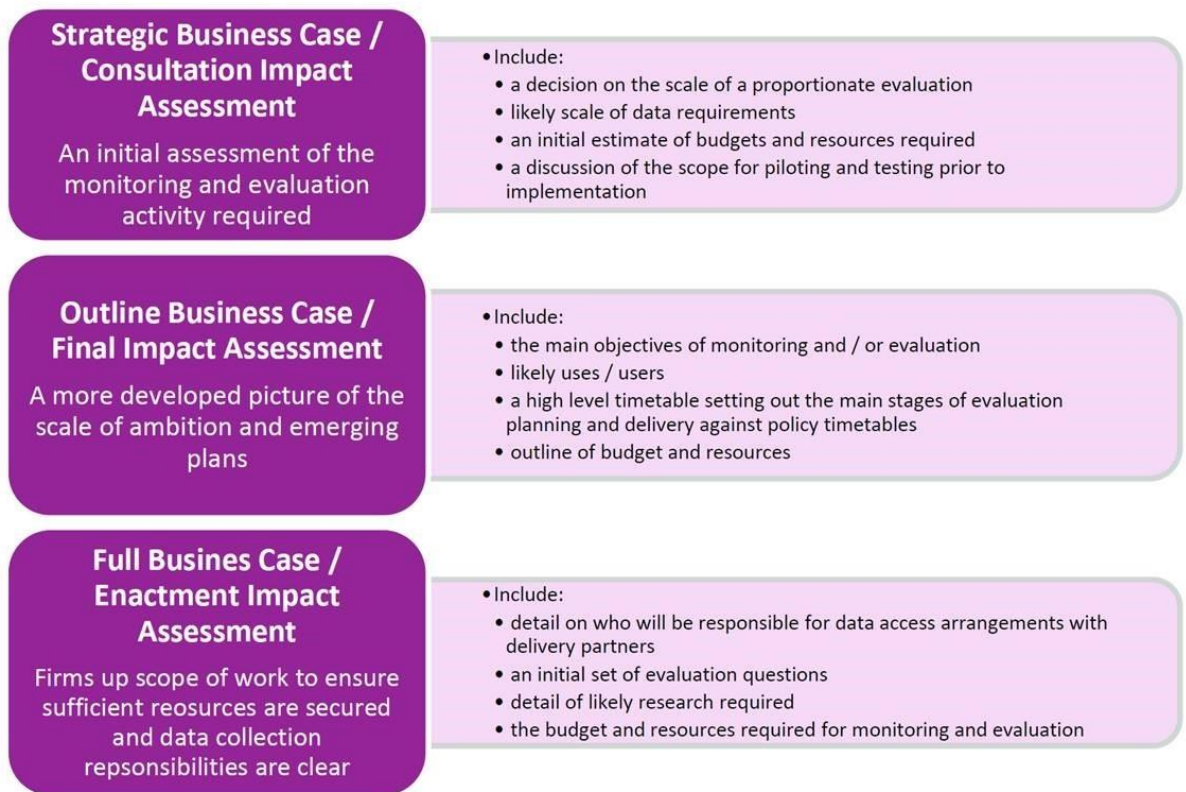 Strategic Business Case /
Consultation Impact
Assessment
An initial assessment of the
monitoring and evaluation
activity required
•Include:
• a decision on the scale of a proportionate evaluation
• likely scale of data requirements
• an initial estimate of budgets and resources required
• a discussion of the scope for piloting and testing prior to
implementation
Outline Business Case /
Final Impact Assessment
A more developed picture of the
scale of ambition and emerging
plans
•Include:
• the main objectives of monitoring and / or evaluation
• likely uses / users
• a high level timetable setting out the main stages of evaluation
planning and delivery against policy timetables
• outline of budget and resources
Full Busines Case /
Enactment Impact
Assessment
Firms up scope of work to ensure
sufficient reosurces are secured
and data collection
repsonsibilities are clear
•Include:
• detail on who will be responsible for data access arrangements with
delivery partners
• an initial set of evaluation questions
• detail of likely research required
• the budget and resources required for monitoring and evaluation